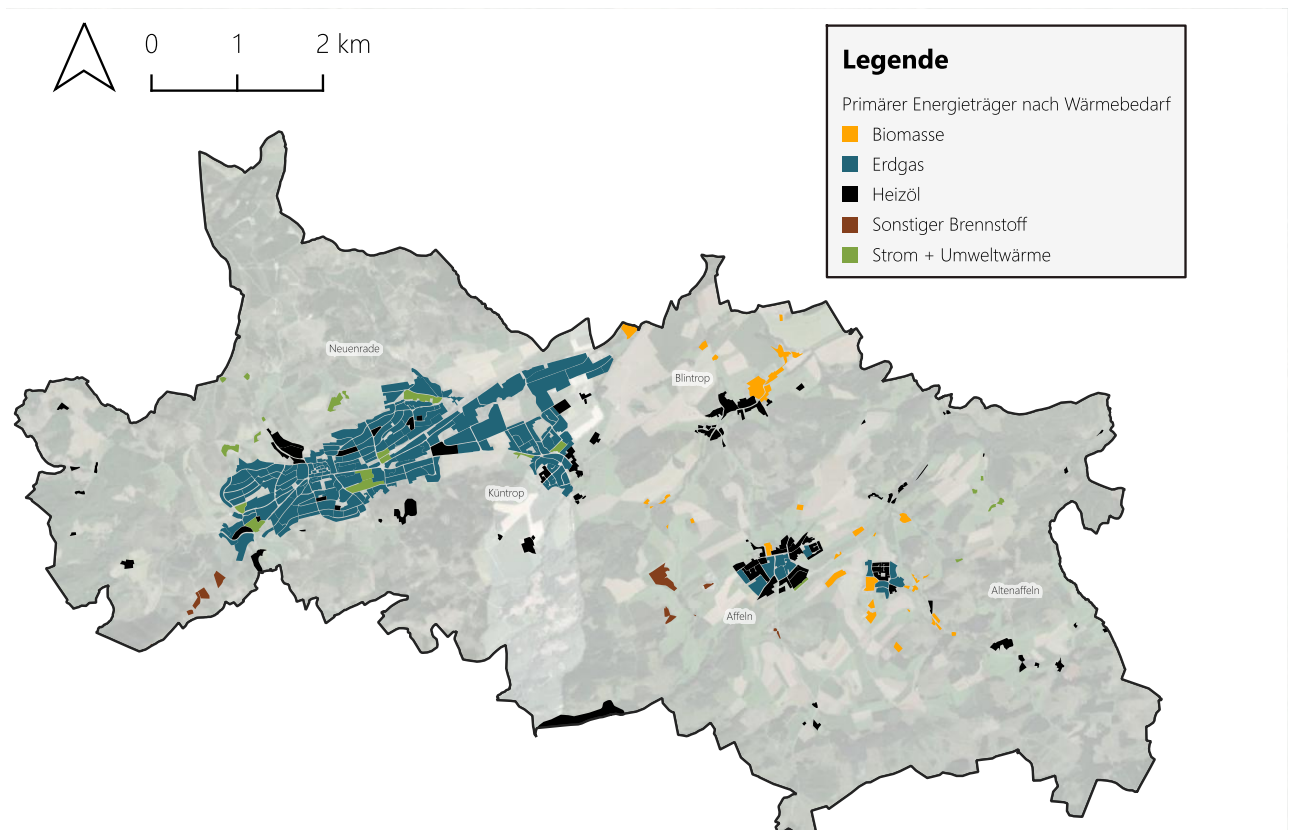 0 1 2 km
Legende
Primärer Energieträger nach Wärmebedarf
Biomasse
Erdgas
Heizöl
Sonstiger Brennstoff
Strom + Umweltwärme
Neuenrade
Blintrop
Küntrop
Altenaffeln
Affeln